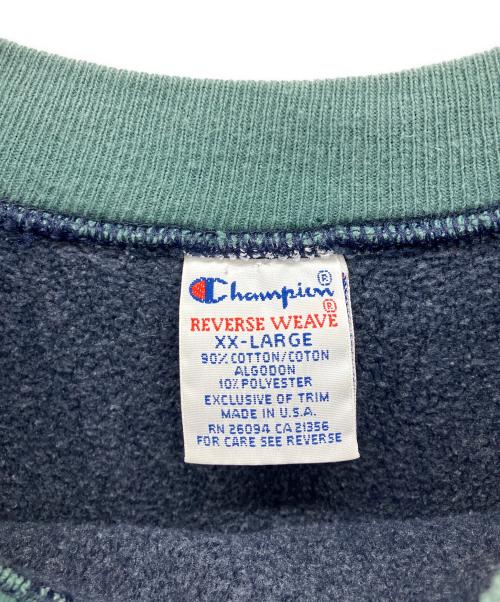 Champion®
REVERSE WEAVE®
XX-LARGE
90% COTTON/COTON
ALGODON
10% POLYESTER
EXCLUSIVE OF TRIM
MADE IN U.S.A.
RN 26094 CA 21356
FOR CARE SEE REVERSE